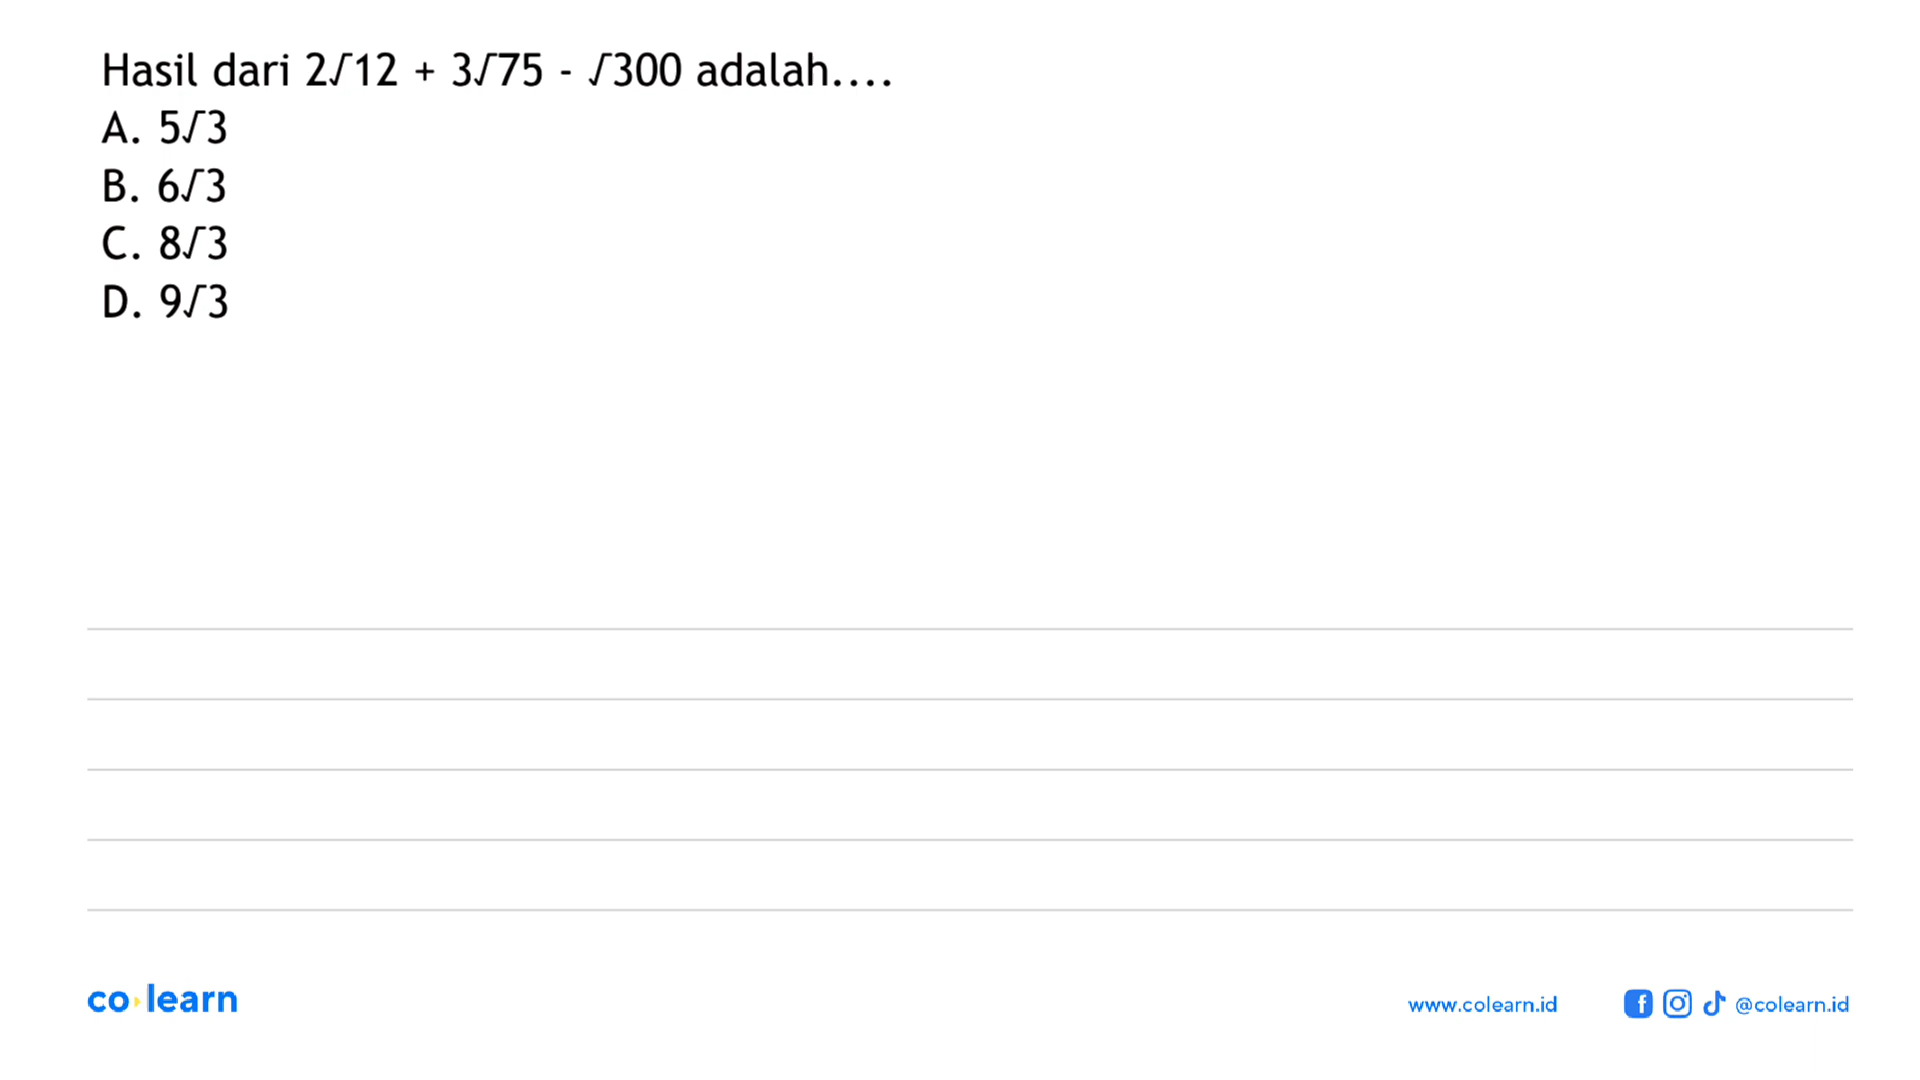 Hasil dari 2√12 + 3√75 - √300 adalah....
A. 5√3
B. 6√3
C. 8√3
D. 9√3
co learn
www.colearn.id
@colearn.id